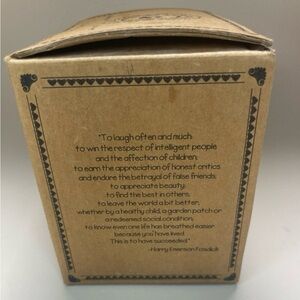 "To laugh often and much;
to win the respect of intelligent people
and the affection of children;
to earn the appreciation of honest critics
and endure the betrayal of false friends;
to appreciate beauty;
to find the best in others;
to leave the world a bit better,
whether by a healthy child, a garden patch or
a redeemed social condition;
to know even one life has breathed easier
because you have lived.
This is to have succeeded."
-Harry Emerson Fosdick